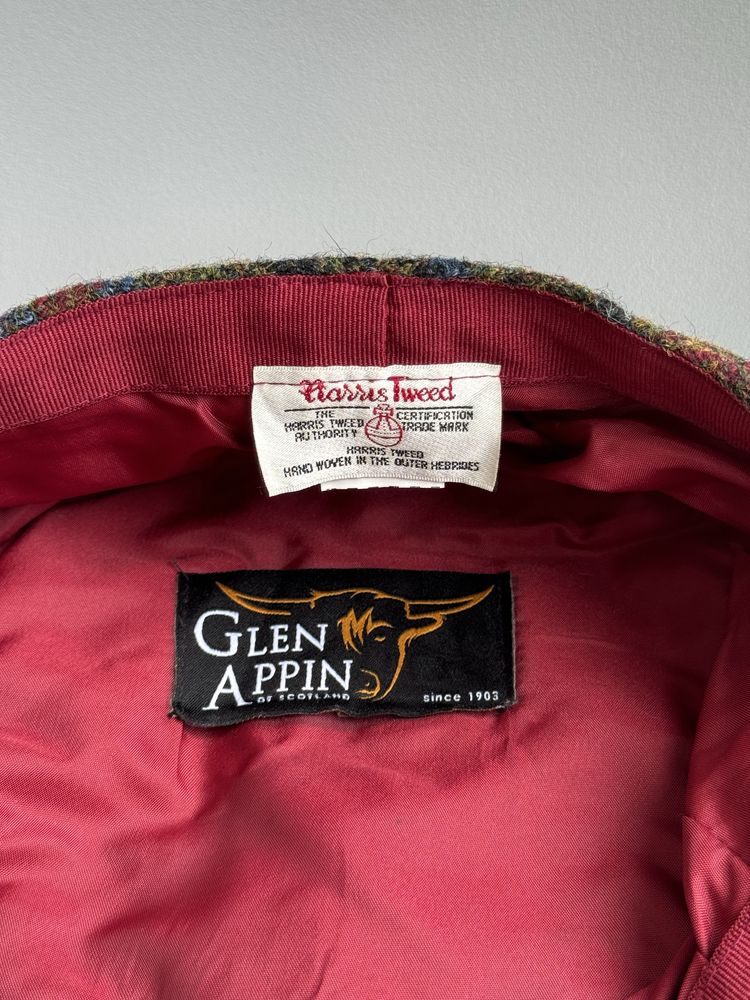 Harris Tweed
THE CERTIFICATION
HARRIS TWEED TRADE MARK
AUTHORITY
HARRIS TWEED
HAND WOVEN IN THE OUTER HEBRIDES
GLEN
APPIN
OF SCOTLAND
since 1903